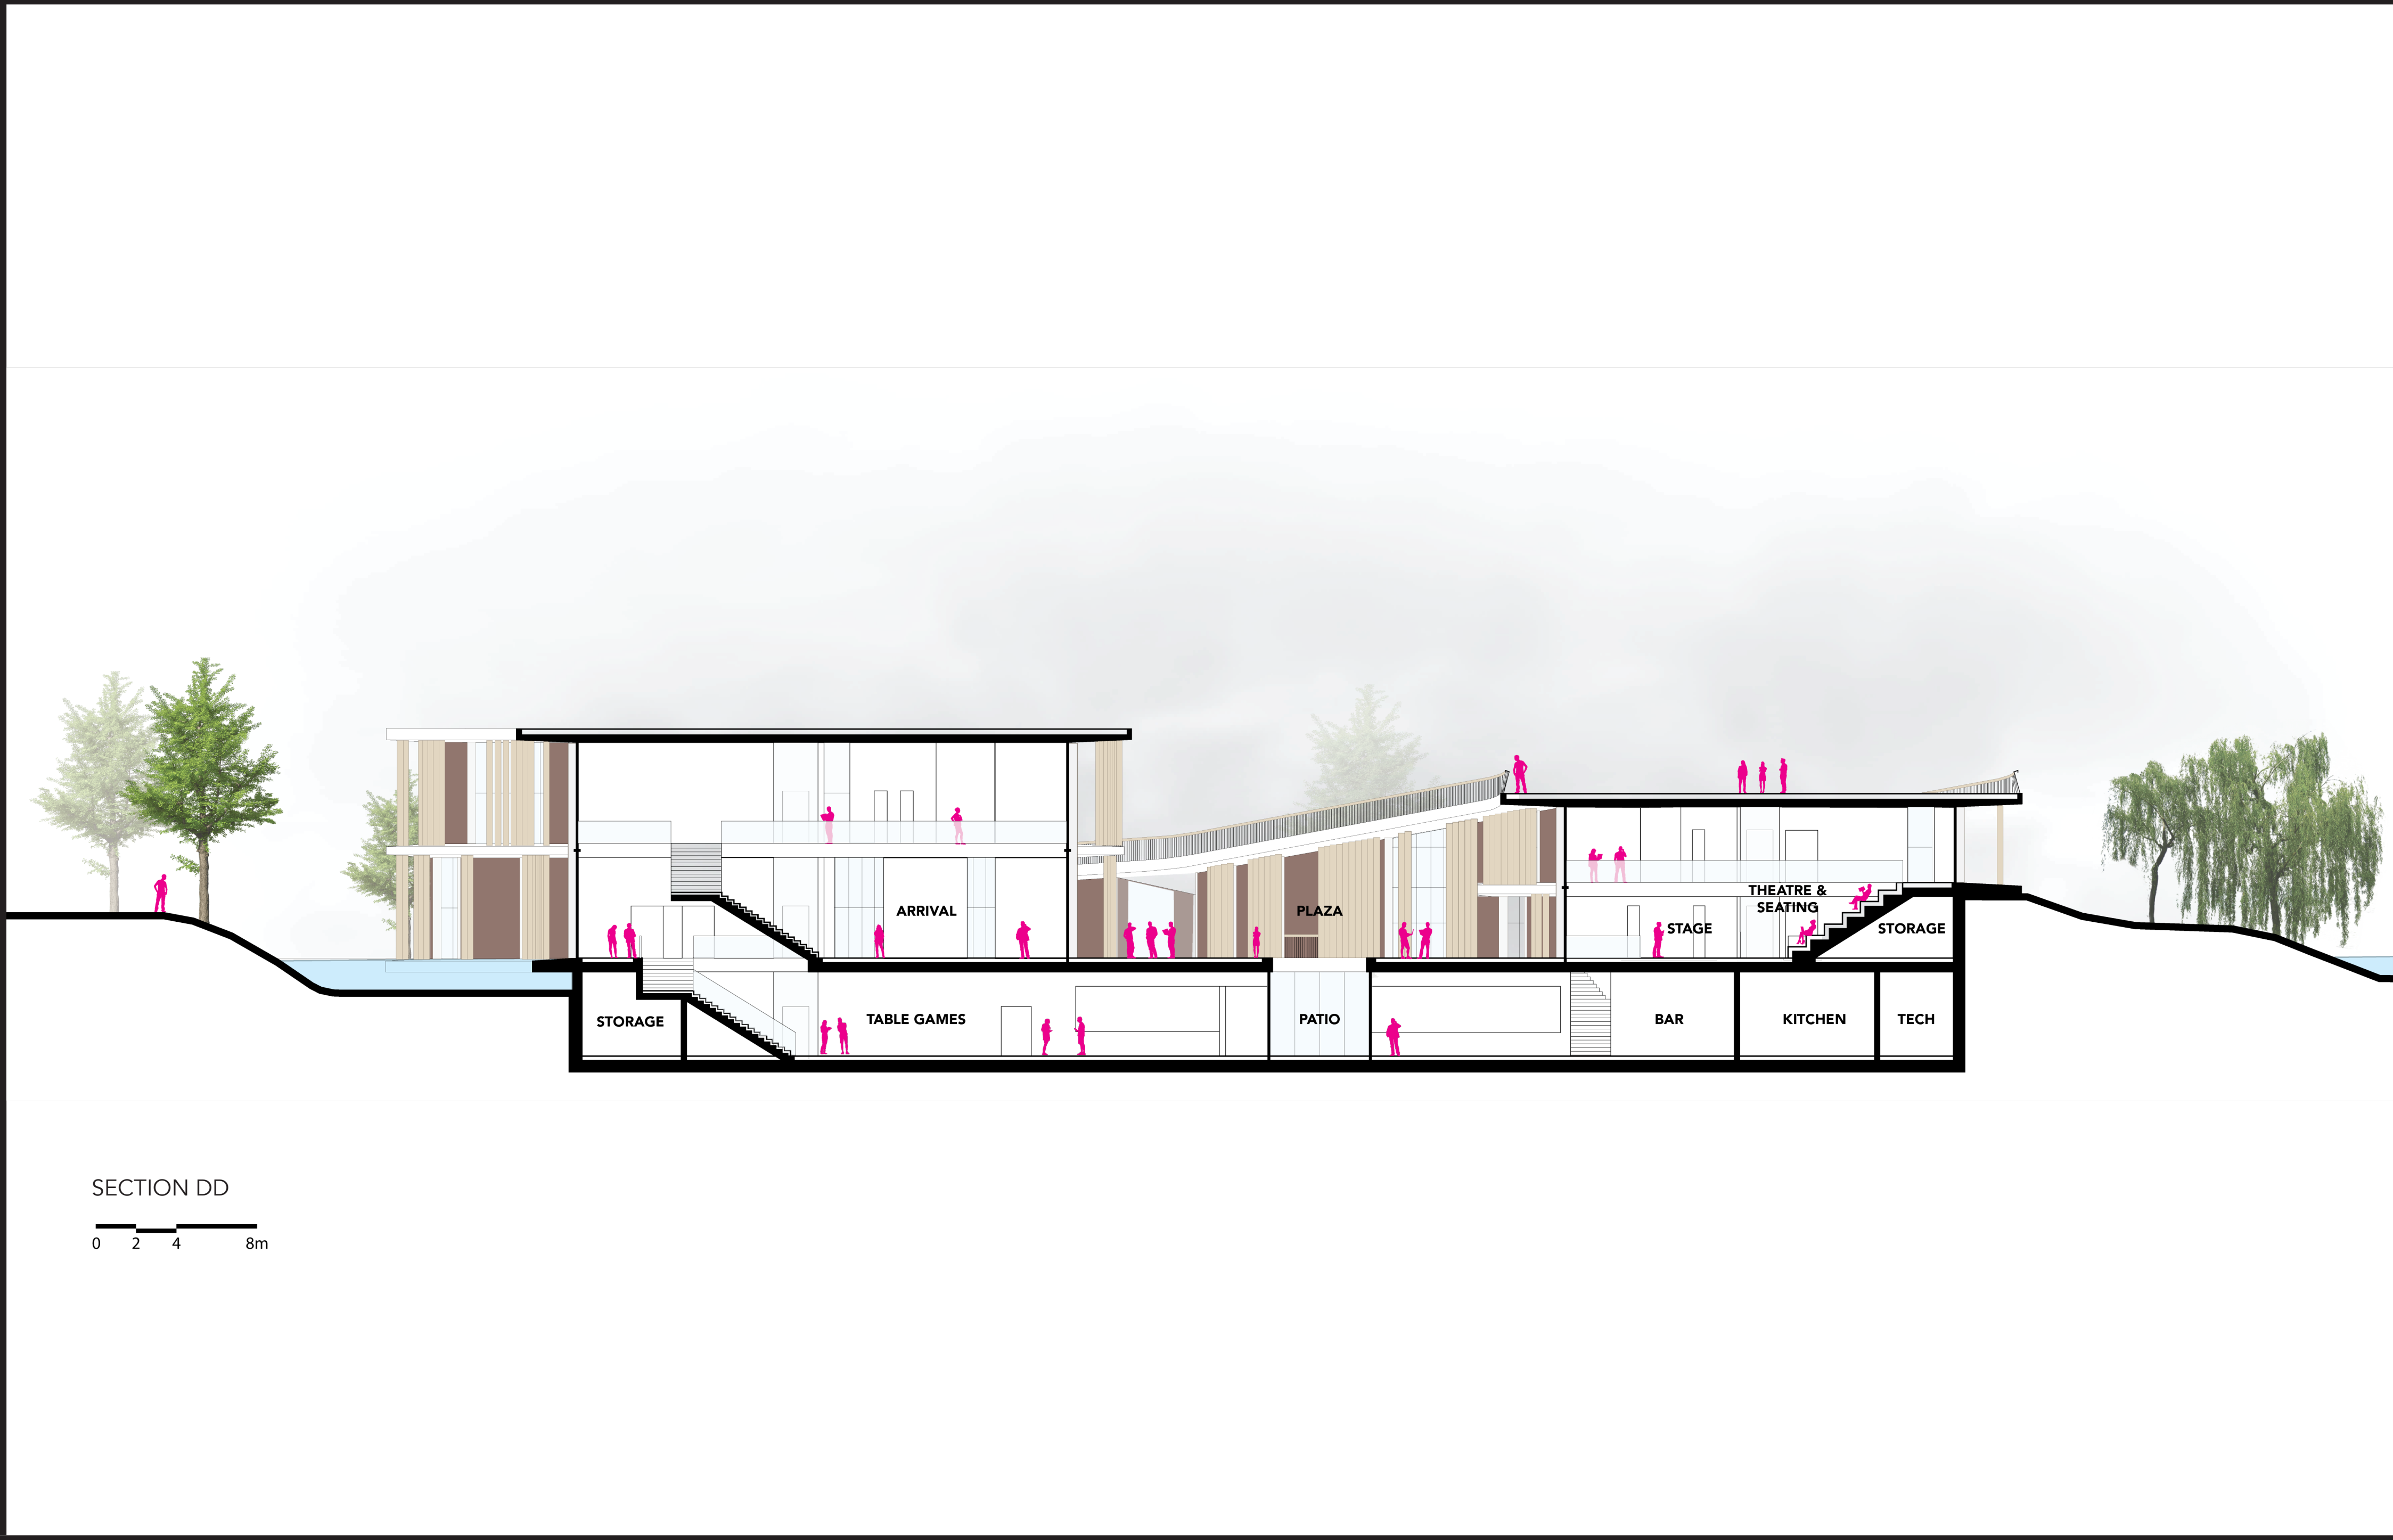 THEATRE &
SEATING
ARRIVAL
PLAZA
STAGE
STORAGE
STORAGE
TABLE GAMES
PATIO
BAR
KITCHEN
TECH
SECTION DD
0 2 4 8m